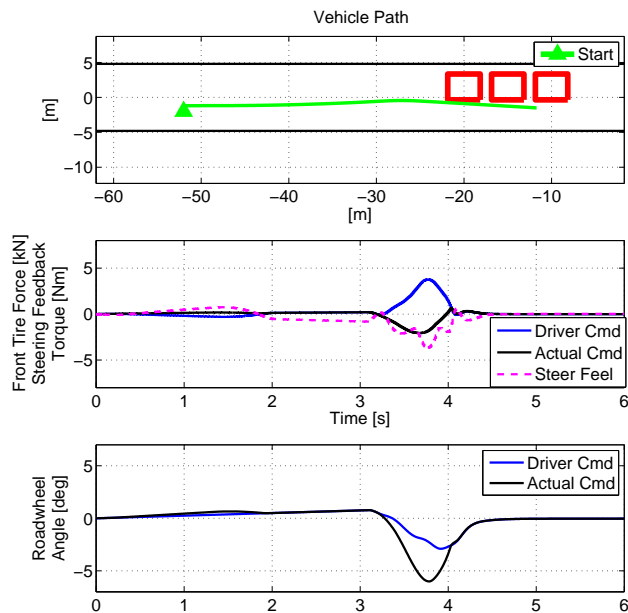 Vehicle Path
5
0
−5
−10
[m]
Start
−60 −50 −40 −30 −20 −10
[m]
Front Tire Force [kN]
Steering Feedback
Torque [Nm]
5
0
−5
Driver Cmd
Actual Cmd
Steer Feel
0 1 2 3 4 5 6
Time [s]
Roadwheel
Angle [deg]
5
0
−5
Driver Cmd
Actual Cmd
0 1 2 3 4 5 6